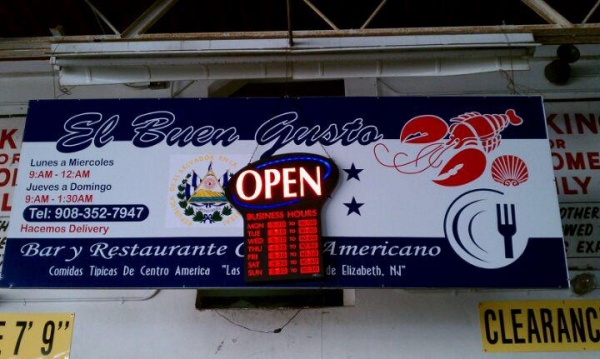 El Buen Gusto
Lunes a Miercoles
9:AM - 12:AM
Jueves a Domingo
9:AM - 1:30AM
Tel: 908-352-7947
Hacemos Delivery
OPEN
BUSINESS HOURS
MON
TUE
WED
THU
FRI
SAT
SUN
Bar y Restaurante Americano
Comidas Tipicas De Centro America "Las de Elizabeth, NJ"
7' 9"
CLEARANC